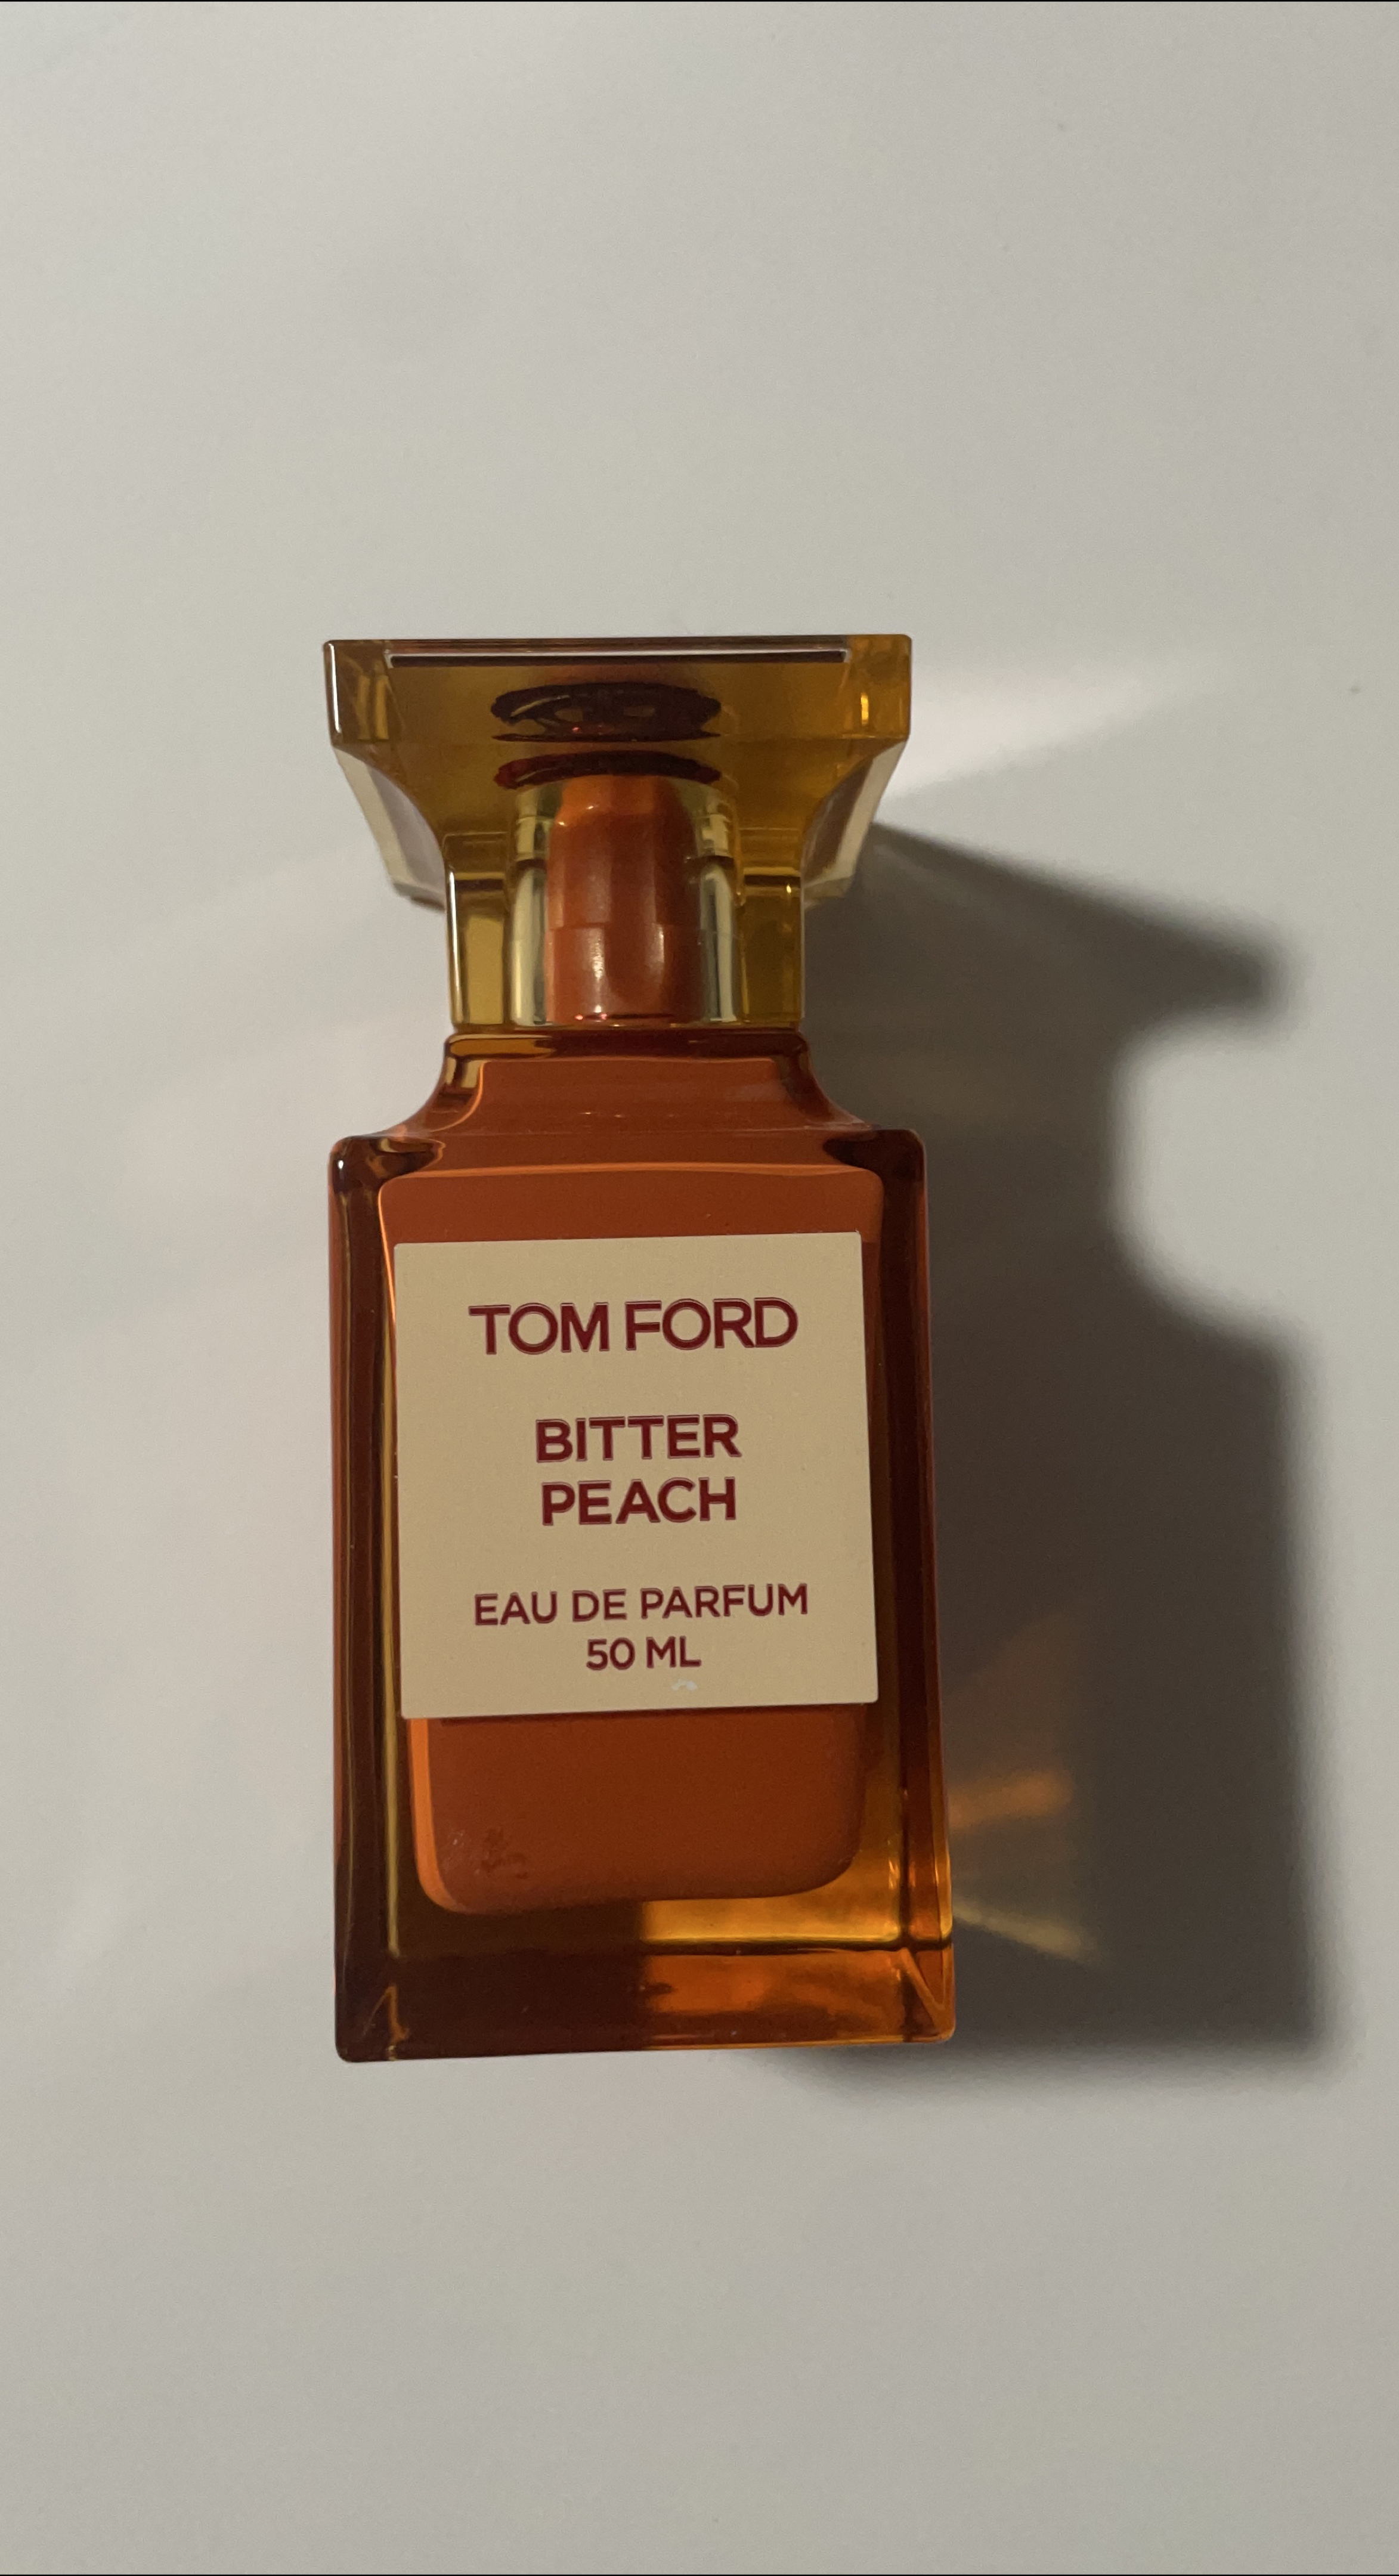 TOM FORD
BITTER
PEACH
EAU DE PARFUM
50 ML